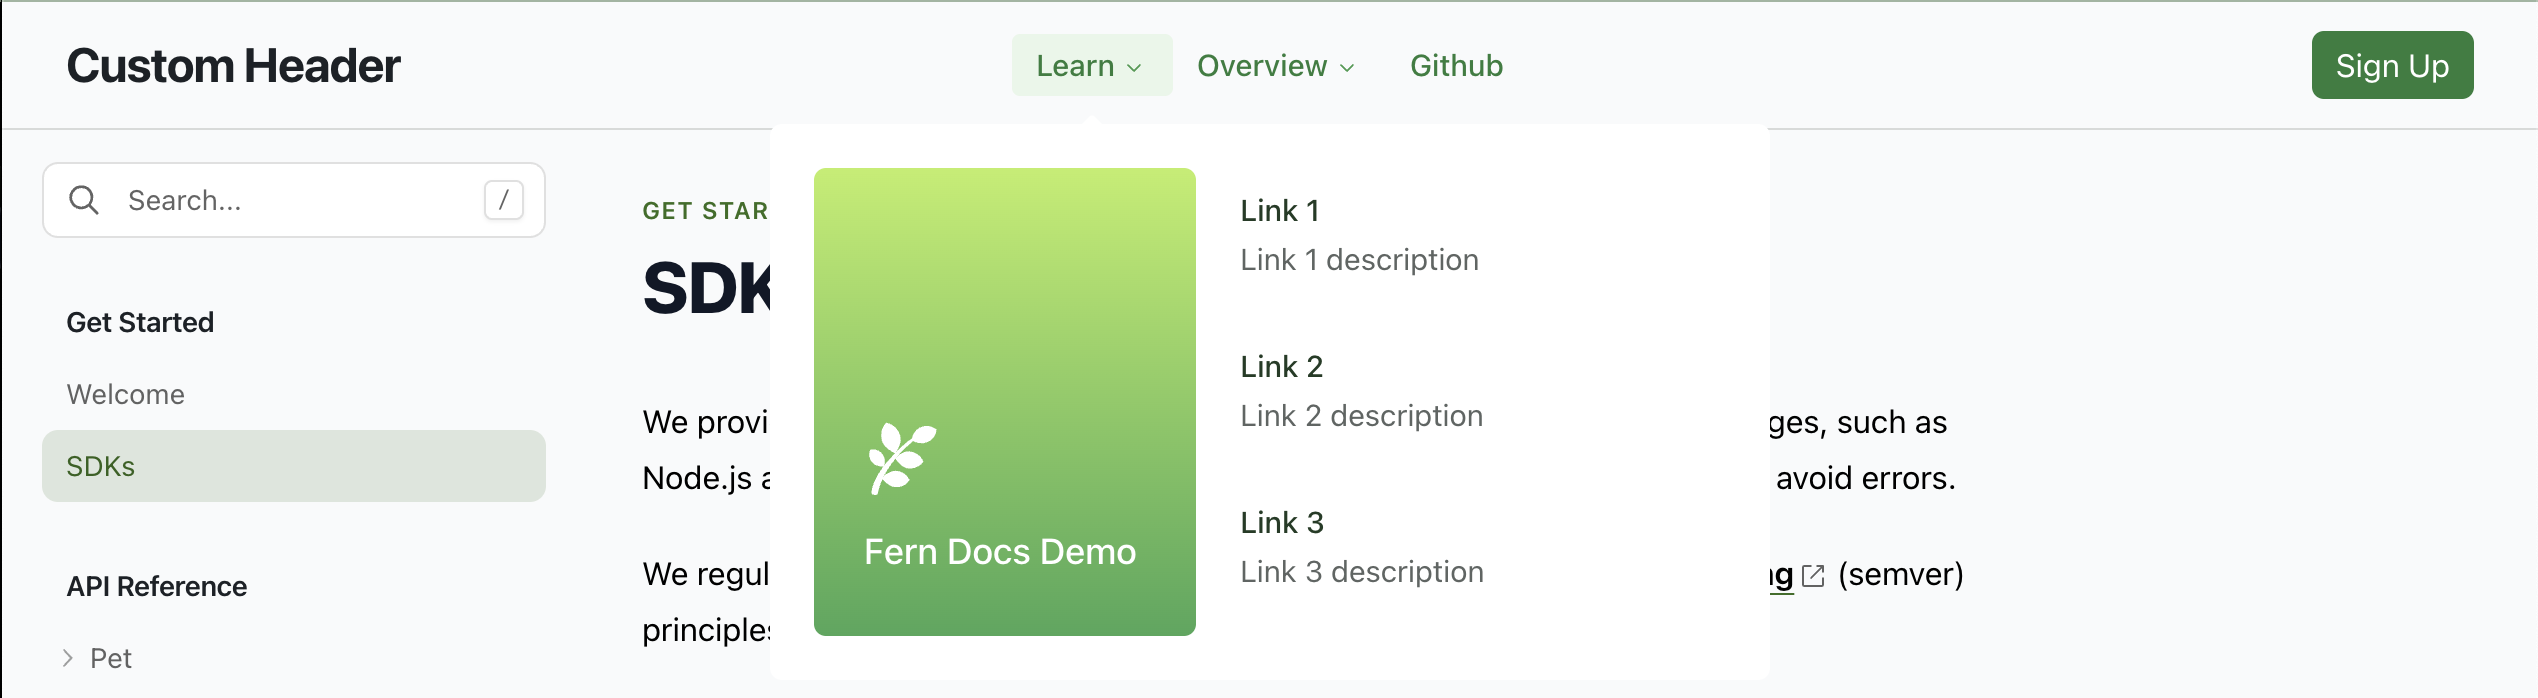 Custom Header
Learn
Overview
Github
Sign Up
Search...
/
Get Started
Welcome
SDKs
API Reference
Pet
GET STAR
SDK
We provi
ges, such as
Node.js a
avoid errors.
We regul
ng (semver)
principles
Fern Docs Demo
Link 1
Link 1 description
Link 2
Link 2 description
Link 3
Link 3 description